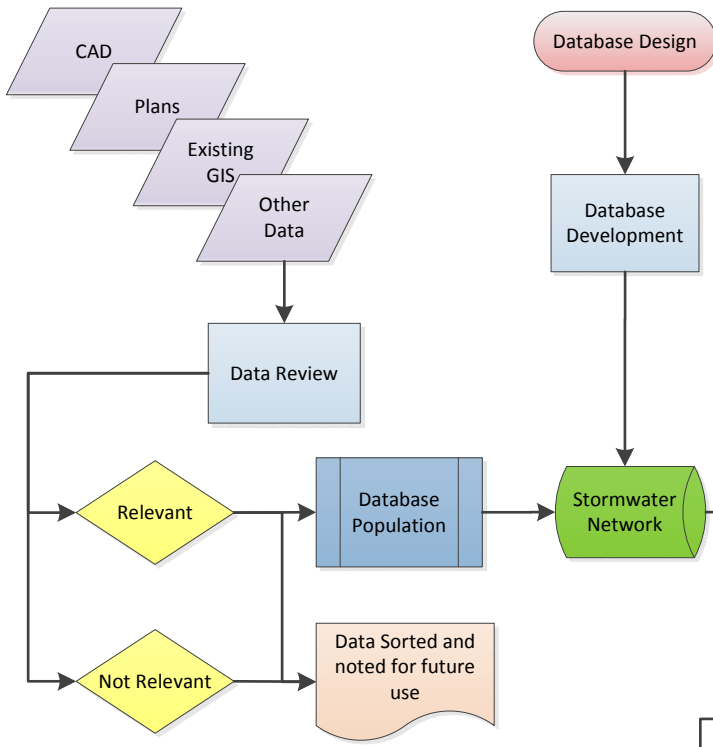 CAD
Plans
Existing
GIS
Other
Data
Data Review
Relevant
Not Relevant
Database
Population
Data Sorted and
noted for future
use
Database Design
Database
Development
Stormwater
Network